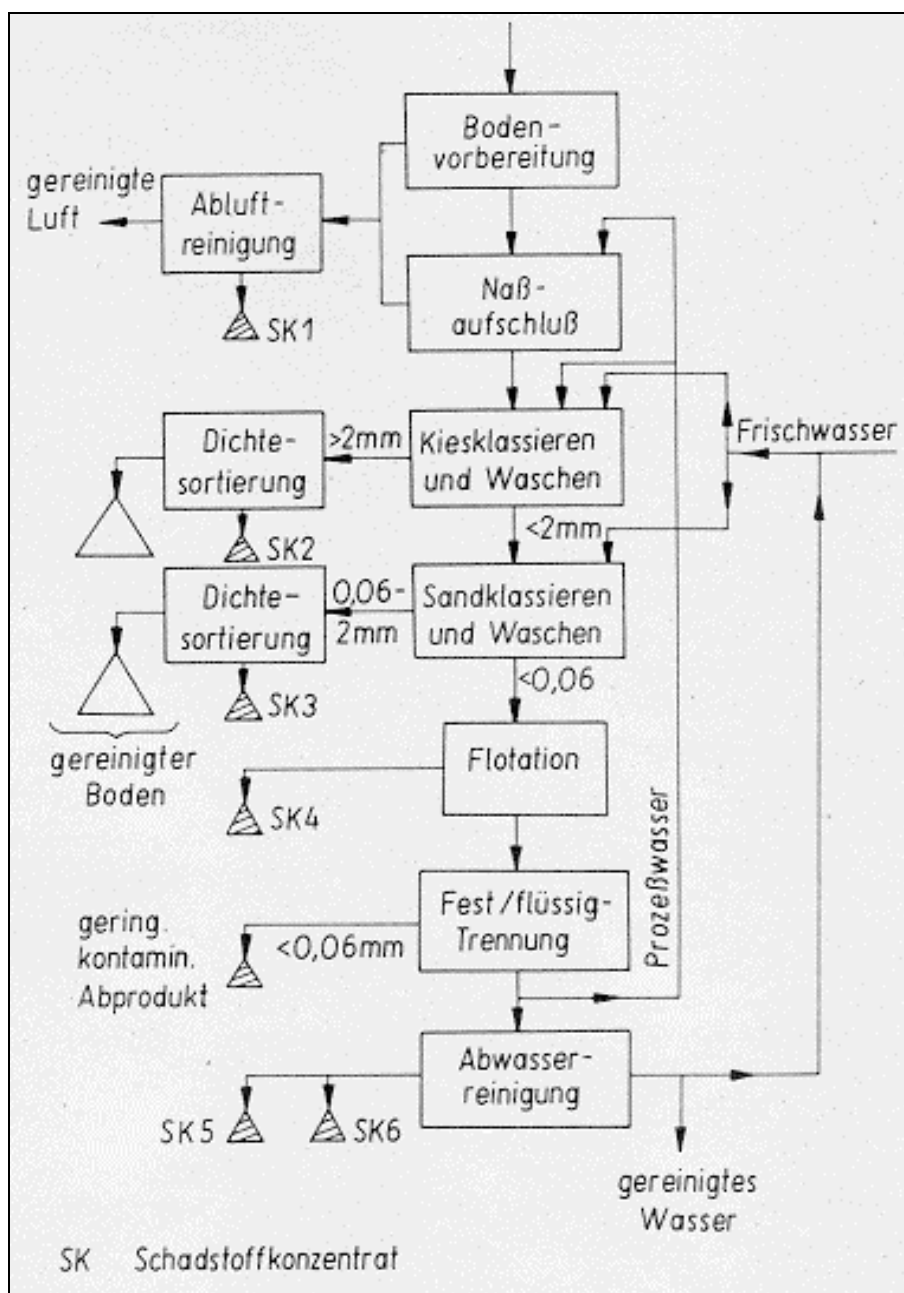 Boden-
vorbereitung
gereinigte
Luft
Abluft-
reinigung
SK1
Naß-
aufschluß
Dichte-
sortierung
>2mm
Kiesklassieren
und Waschen
Frischwasser
SK2
<2mm
Dichte-
sortierung
0,06-
2mm
Sandklassieren
und Waschen
SK3
<0,06
gereinigter
Boden
Flotation
SK4
Prozeßwasser
Fest/flüssig-
Trennung
gering.
kontamin.
Abprodukt
<0,06mm
Abwasser-
reinigung
SK5
SK6
gereinigtes
Wasser
SK Schadstoffkonzentrat